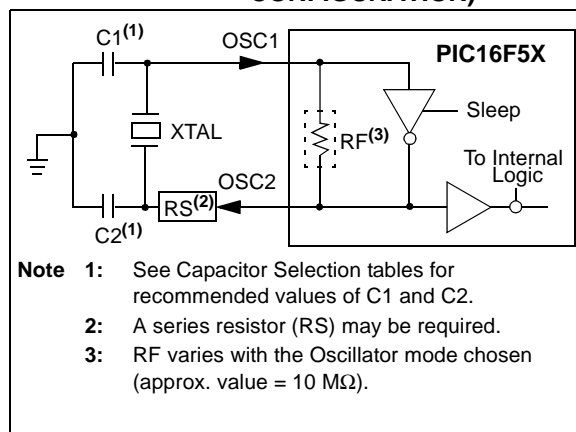 CONFIGURATION)
C1(1)
OSC1
PIC16F5X
Sleep
XTAL
RF(3)
To Internal
Logic
OSC2
RS(2)
C2(1)
Note 1: See Capacitor Selection tables for
recommended values of C1 and C2.
2: A series resistor (RS) may be required.
3: RF varies with the Oscillator mode chosen
(approx. value = 10 MΩ).